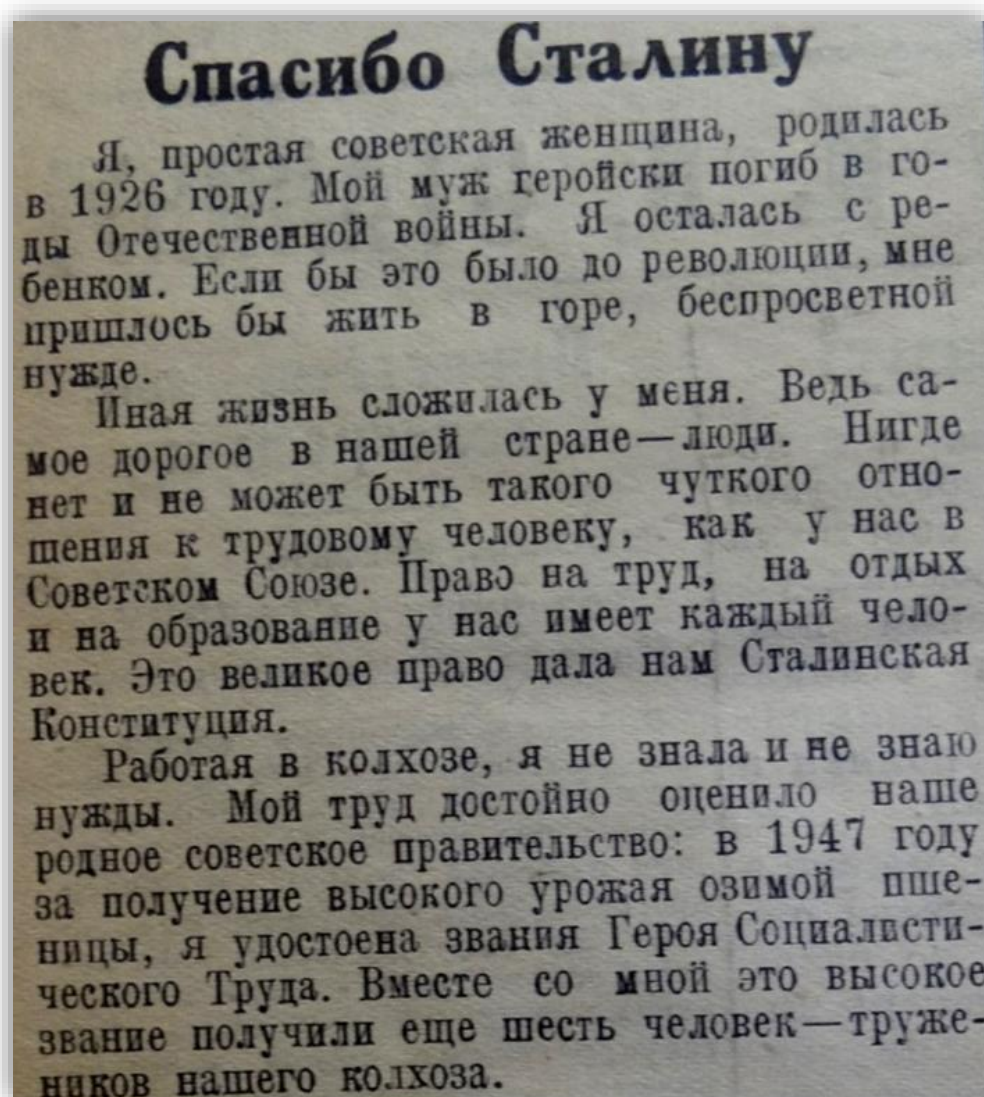 Спасибо Сталину
Я, простая советская женщина, родилась
в 1926 году. Мой муж геройски погиб в го-
ды Отечественной войны. Я осталась с ре-
бенком. Если бы это было до революции, мне
пришлось бы жить в горе, беспросветной
нужде.
Иная жизнь сложилась у меня. Ведь са-
мое дорогое в нашей стране—люди. Нигде
нет и не может быть такого чуткого отно-
шения к трудовому человеку, как у нас в
Советском Союзе. Право на труд, на отдых
и на образование у нас имеет каждый чело-
век. Это великое право дала нам Сталинская
Конституция.
Работая в колхозе, я не знала и не знаю
нужды. Мой труд достойно оценило наше
родное советское правительство: в 1947 году
за получение высокого урожая озимой пше-
ницы, я удостоена звания Героя Социалисти-
ческого Труда. Вместе со мной это высокое
звание получили еще шесть человек—труже-
ников нашего колхоза.